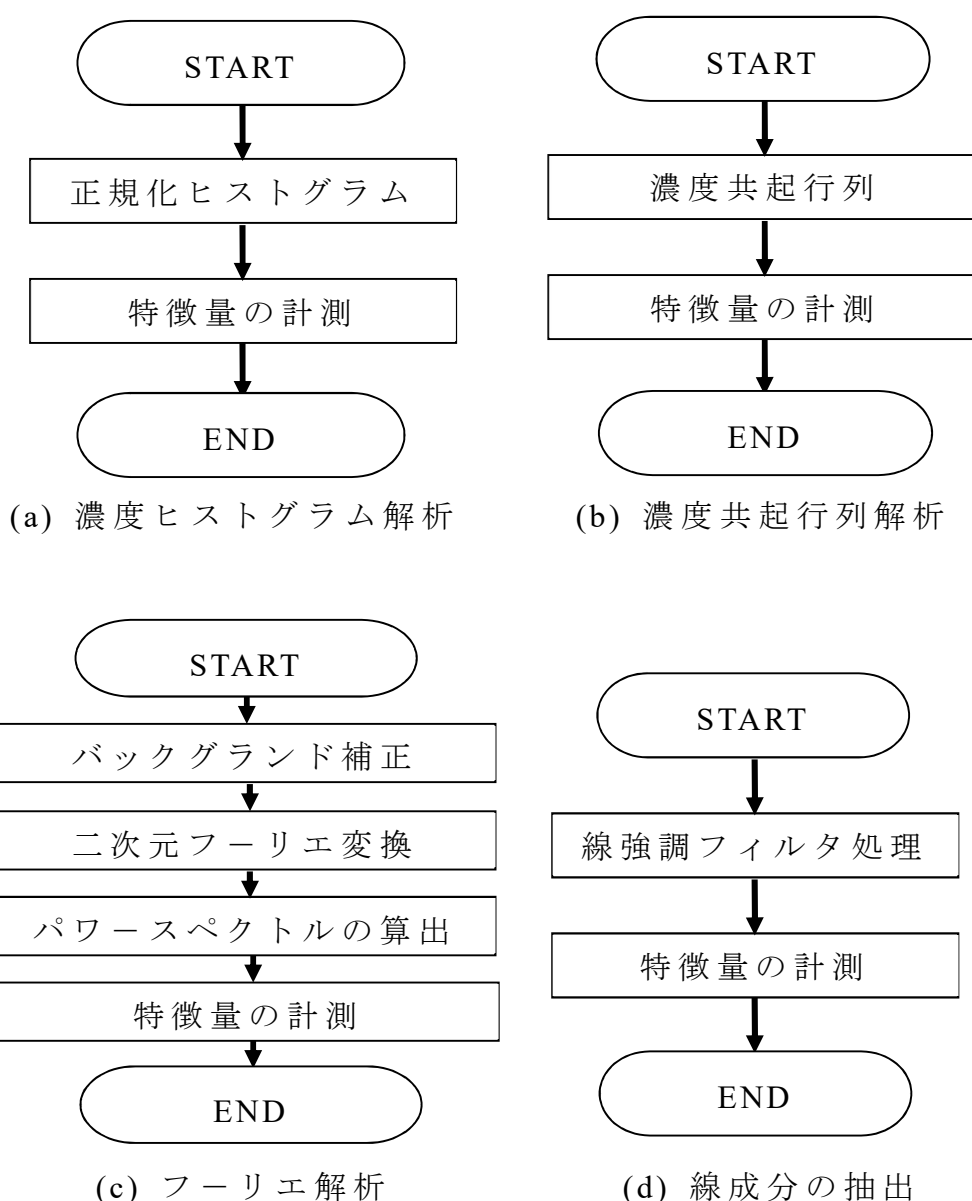 START
正規化ヒストグラム
特徴量の計測
END
(a) 濃度ヒストグラム解析
START
濃度共起行列
特徴量の計測
END
(b) 濃度共起行列解析
START
バックグランド補正
二次元フ－リエ変換
パワ－スペクトルの算出
特徴量の計測
END
(c) フ－リエ解析
START
線強調フィルタ処理
特徴量の計測
END
(d) 線成分の抽出